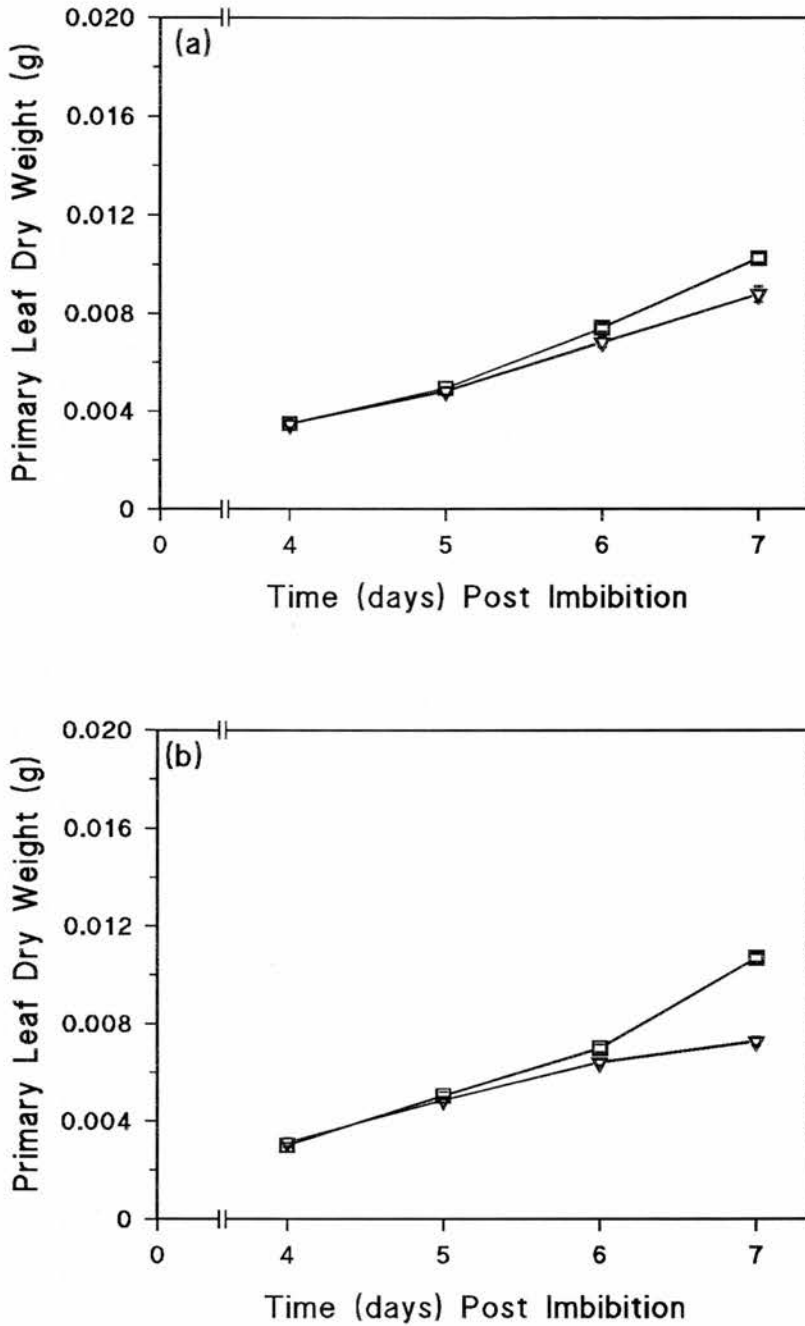 (a)
Primary Leaf Dry Weight (g)
0.020
0.016
0.012
0.008
0.004
0
0 4 5 6 7
Time (days) Post Imbibition
(b)
Primary Leaf Dry Weight (g)
0.020
0.016
0.012
0.008
0.004
0
0 4 5 6 7
Time (days) Post Imbibition